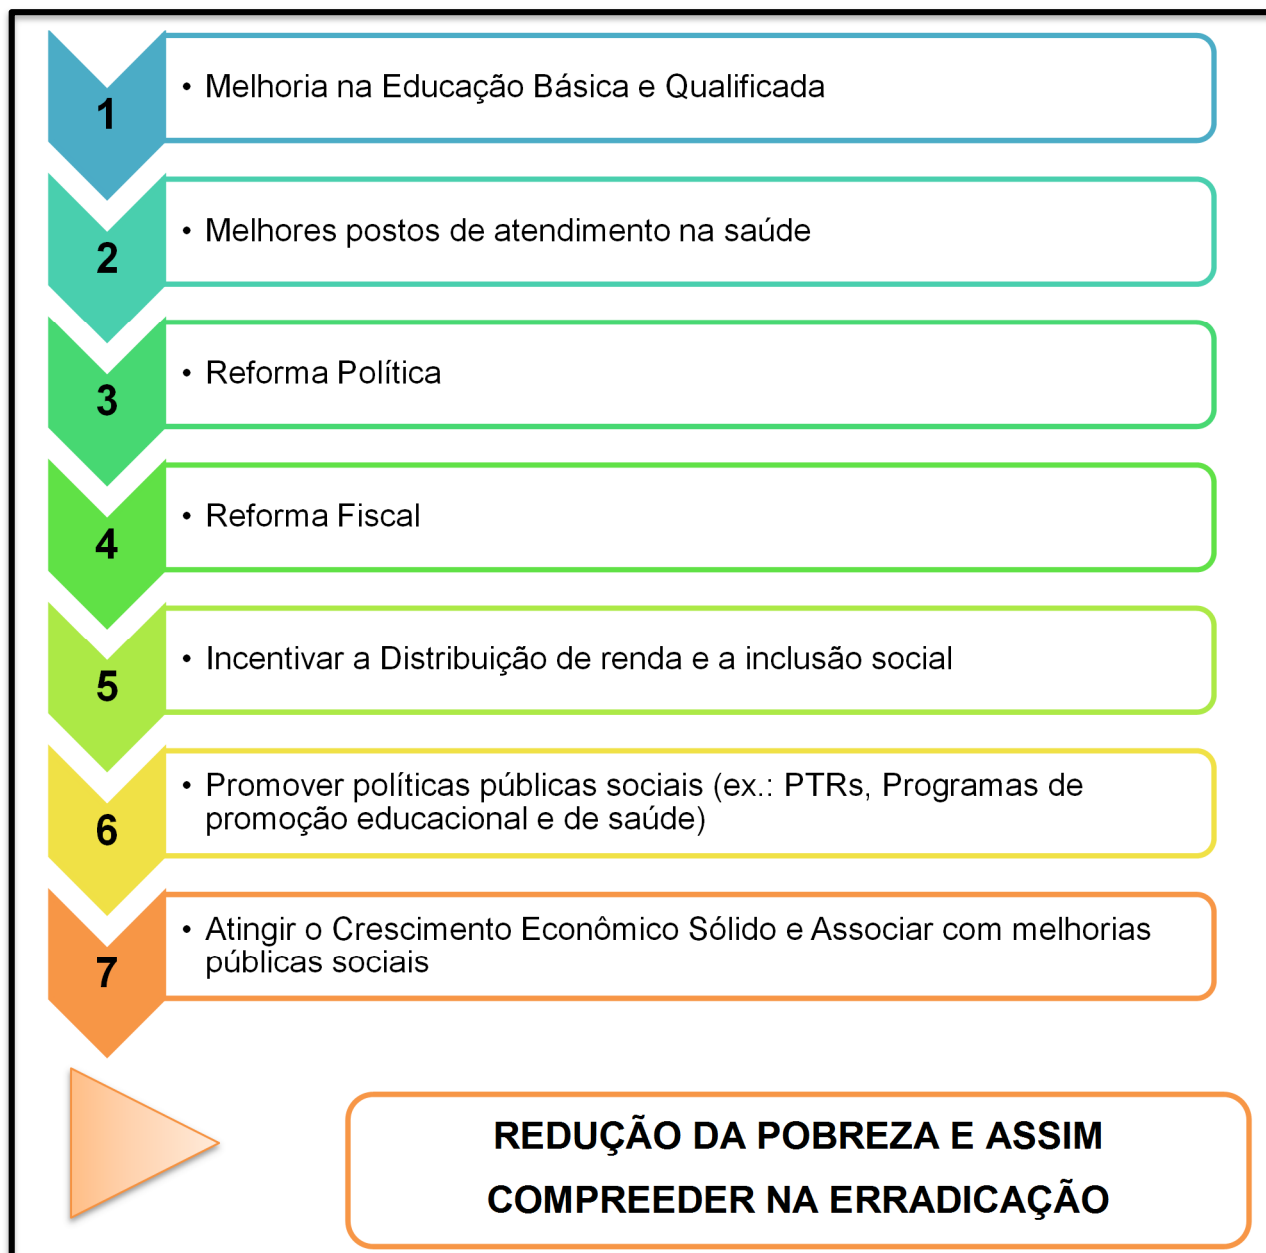 1
• Melhoria na Educação Básica e Qualificada
2
• Melhores postos de atendimento na saúde
3
• Reforma Política
4
• Reforma Fiscal
5
• Incentivar a Distribuição de renda e a inclusão social
6
• Promover políticas públicas sociais (ex.: PTRs, Programas de
promoção educacional e de saúde)
7
• Atingir o Crescimento Econômico Sólido e Associar com melhorias
públicas sociais
REDUÇÃO DA POBREZA E ASSIM
COMPREEDER NA ERRADICAÇÃO